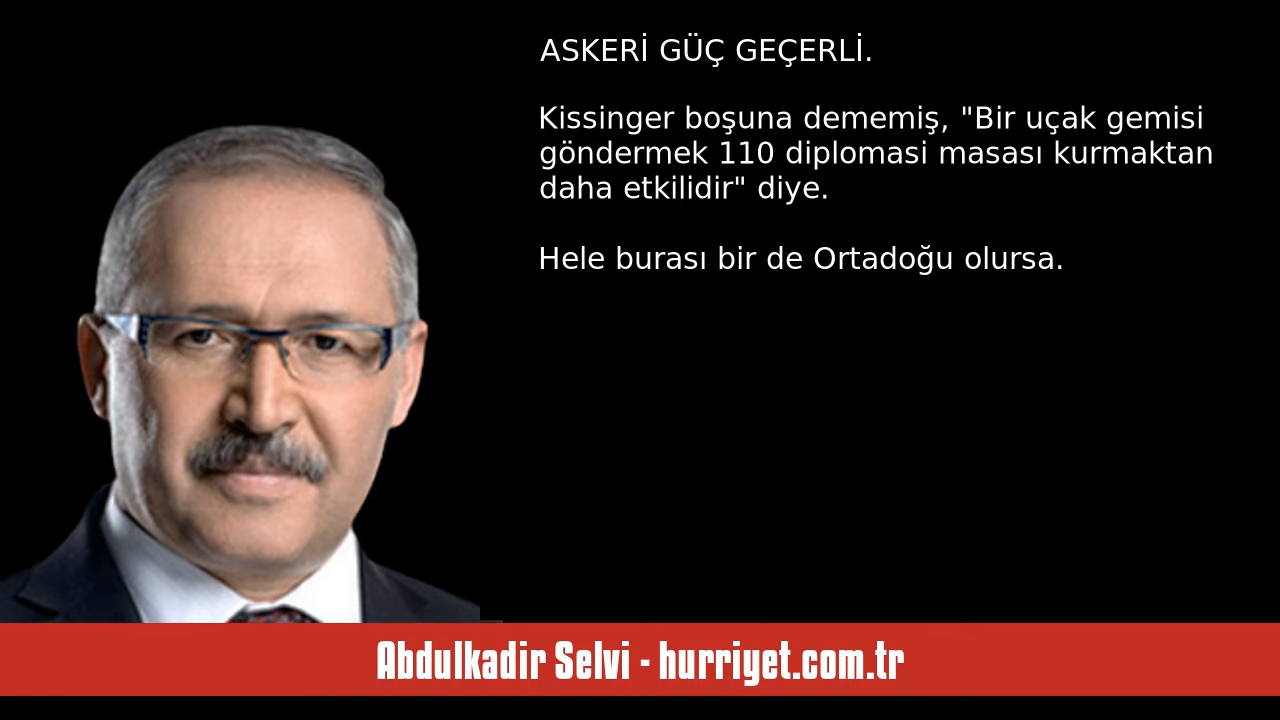 ASKERİ GÜÇ GEÇERLİ.
Kissinger boşuna dememiş, "Bir uçak gemisi
göndermek 110 diplomasi masası kurmaktan
daha etkilidir" diye.
Hele burası bir de Ortadoğu olursa.
Abdulkadir Selvi - hurriyet.com.tr